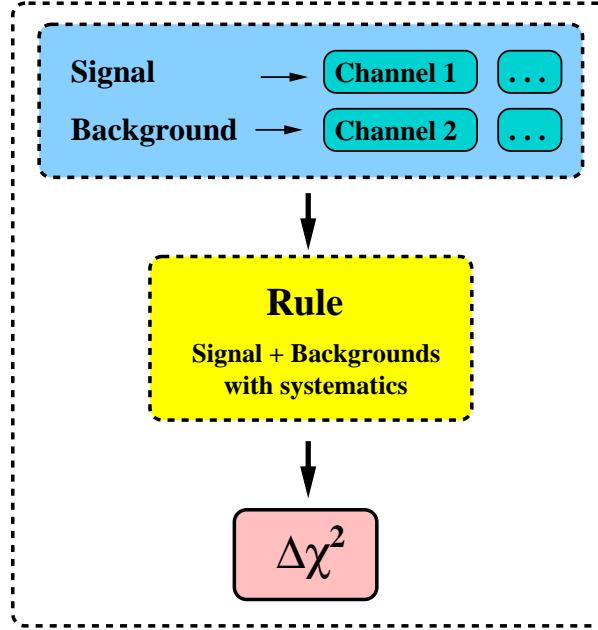 Signal → Channel 1 ...
Background → Channel 2 ...
Rule
Signal + Backgrounds
with systematics
Δχ²